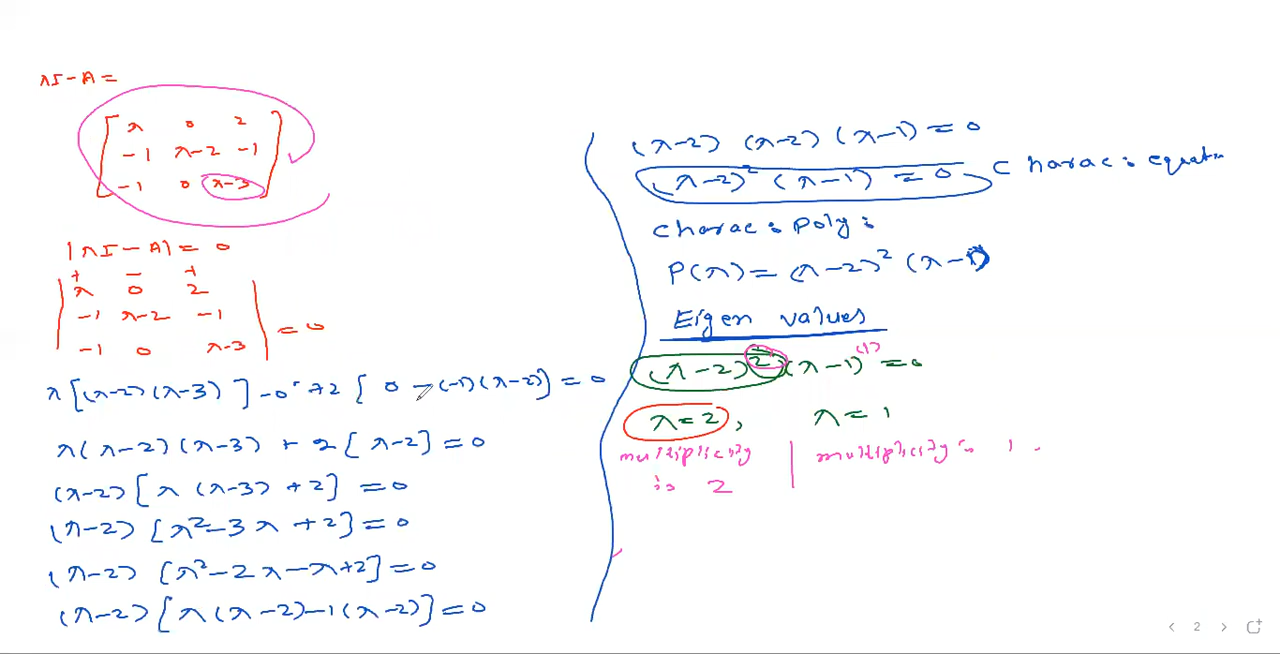 λI-A=
[ λ 0 2
-1 λ-2 -1
-1 0 λ-3 ]
|λI-A| = 0
+ - +
| λ 0 2
-1 λ-2 -1 | = 0
-1 0 λ-3
λ[(λ-2)(λ-3)] -0 +2[ 0 -(-1)(λ-2)] = 0
λ(λ-2)(λ-3) + 2[λ-2] = 0
(λ-2)[λ(λ-3)+2] = 0
(λ-2)[λ²-3λ+2] = 0
(λ-2)[λ²-2λ-λ+2] = 0
(λ-2)[λ(λ-2)-1(λ-2)] = 0
(λ-2)(λ-2)(λ-1) = 0
(λ-2)²(λ-1) = 0 Charac: equatn
charac: Poly:
P(λ) = (λ-2)²(λ-1)
Eigen values
(λ-2)²(λ-1)⁽¹⁾ = 0
λ=2, λ=1
multiplicity is 2
multiplicity is 1.
2